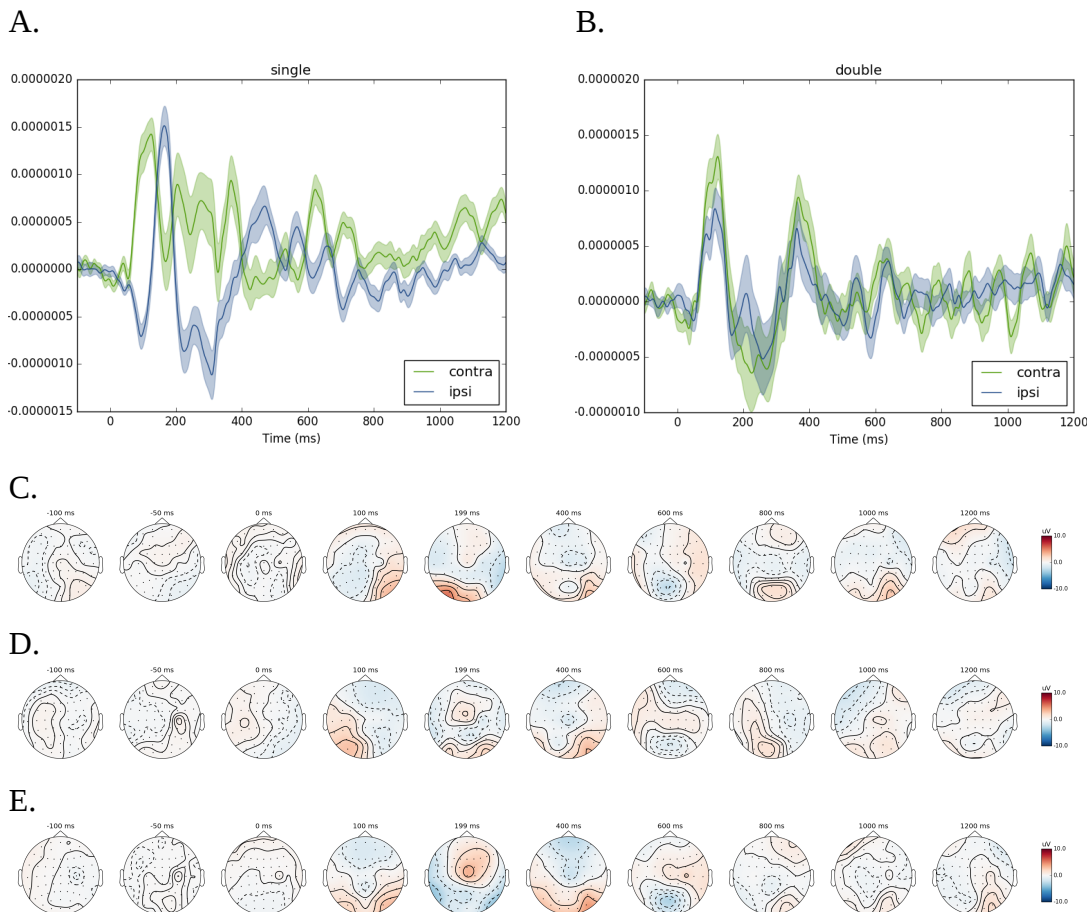 A. B.
single double
0.0000020 0.0000020
0.0000015 0.0000015
0.0000010 0.0000010
0.0000005 0.0000005
0.0000000 0.0000000
-0.0000005 -0.0000005
-0.0000010 -0.0000010
-0.0000015
contra contra
ipsi ipsi
0 200 400 600 800 1000 1200 0 200 400 600 800 1000 1200
Time (ms) Time (ms)
C.
-100 ms -50 ms 0 ms 100 ms 199 ms 400 ms 600 ms 800 ms 1000 ms 1200 ms
uV
10.0
0.0
-10.0
D.
-100 ms -50 ms 0 ms 100 ms 199 ms 400 ms 600 ms 800 ms 1000 ms 1200 ms
uV
10.0
0.0
-10.0
E.
-100 ms -50 ms 0 ms 100 ms 199 ms 400 ms 600 ms 800 ms 1000 ms 1200 ms
uV
10.0
0.0
-10.0